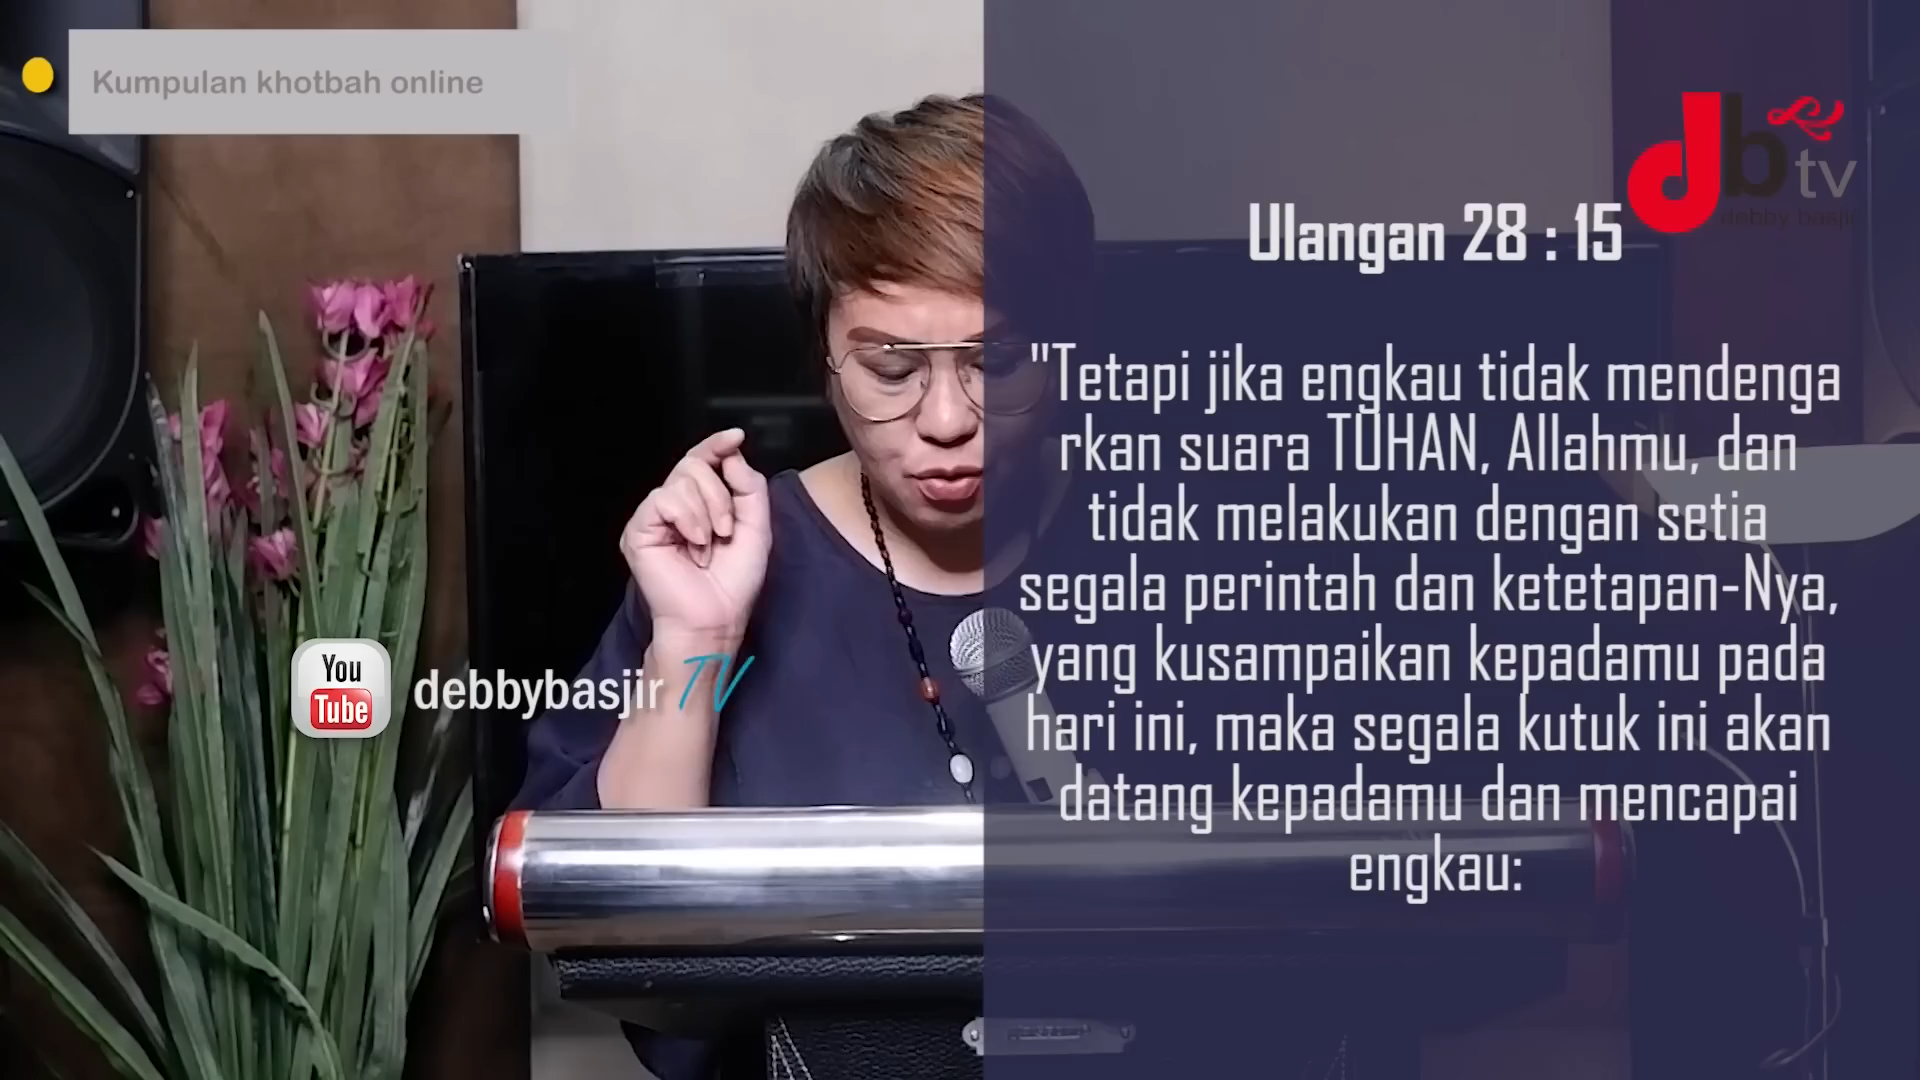 Kumpulan khotbah online
db
tv
debby basjir
Ulangan 28 : 15
"Tetapi jika engkau tidak mendenga
rkan suara TUHAN, Allahmu, dan
tidak melakukan dengan setia
segala perintah dan ketetapan-Nya,
yang kusampaikan kepadamu pada
hari ini, maka segala kutuk ini akan
datang kepadamu dan mencapai
engkau:
You
Tube
debbybasjir TV